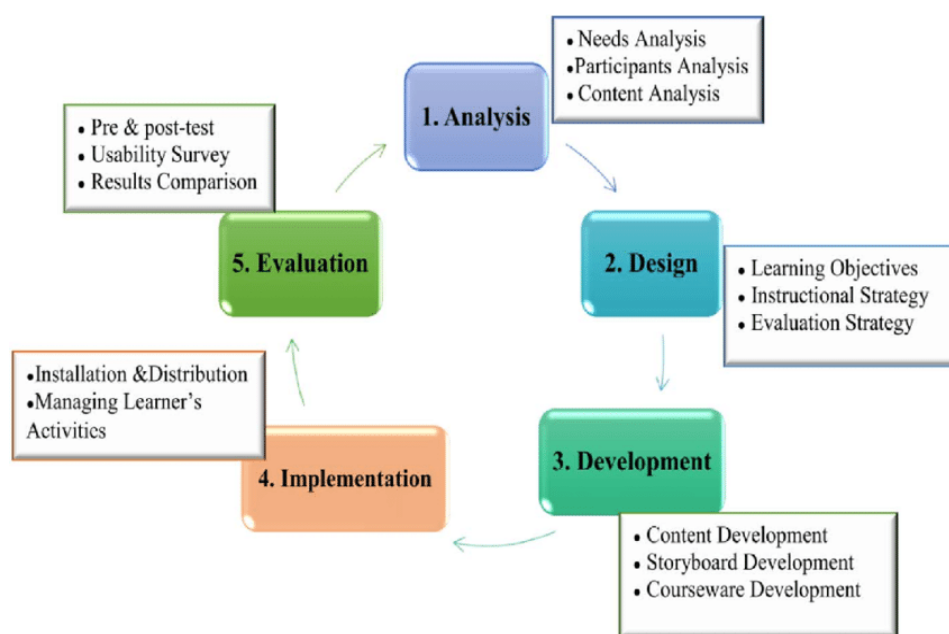 1. Analysis
• Needs Analysis
•Participants Analysis
• Content Analysis
2. Design
• Learning Objectives
• Instructional Strategy
• Evaluation Strategy
3. Development
• Content Development
• Storyboard Development
• Courseware Development
4. Implementation
•Installation &Distribution
•Managing Learner's
Activities
5. Evaluation
• Pre & post-test
• Usability Survey
• Results Comparison